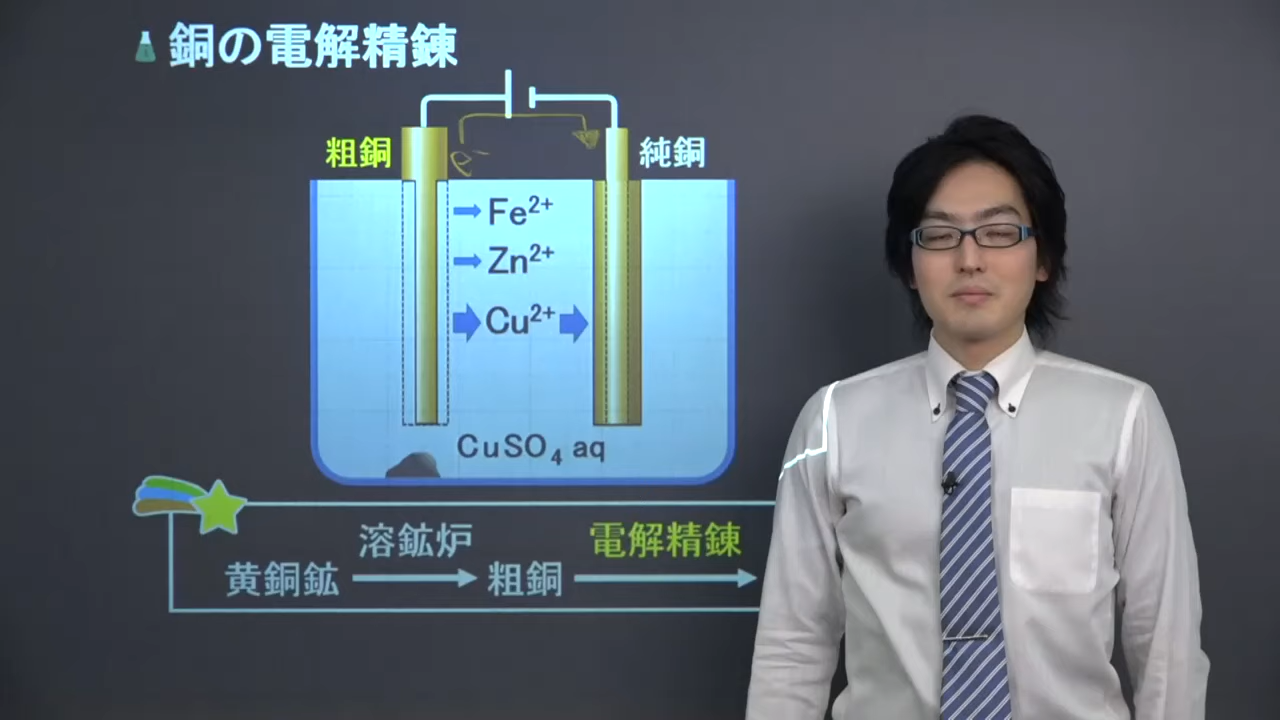 銅の電解精錬
粗銅
e⁻
純銅
Fe²⁺
Zn²⁺
Cu²⁺
CuSO₄ aq
溶鉱炉
電解精錬
黄銅鉱
粗銅